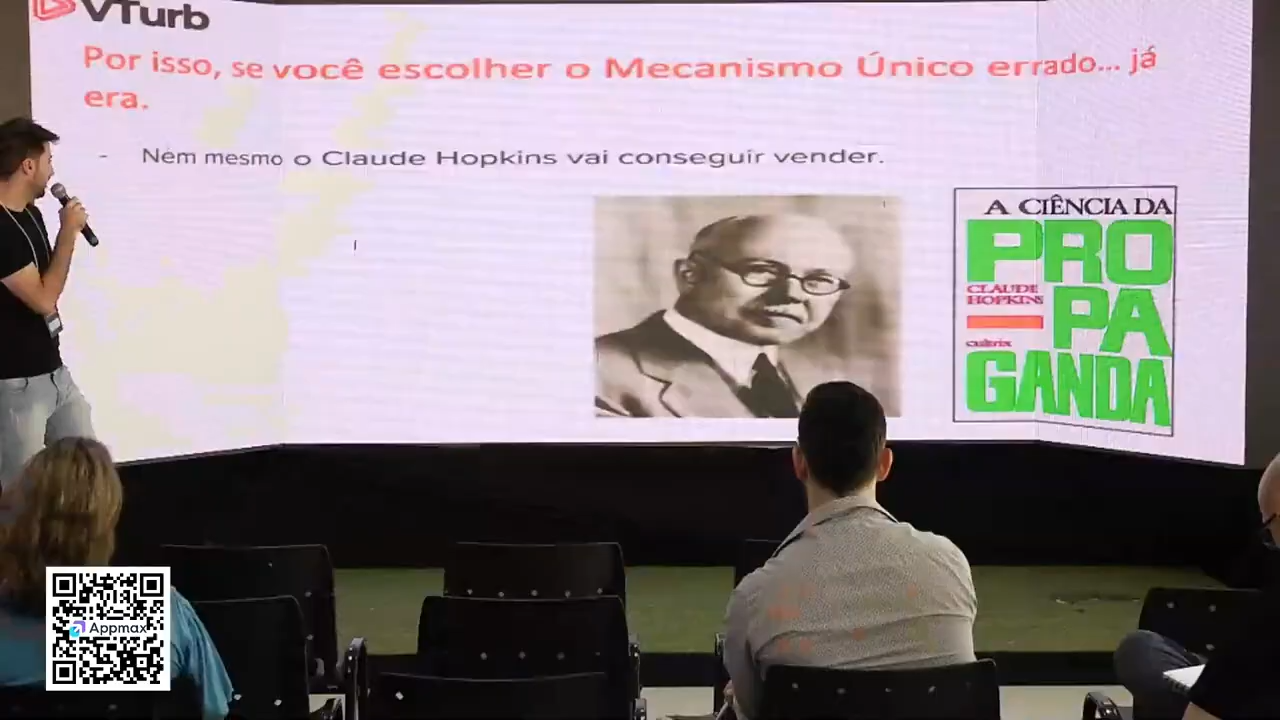 VTurb
Por isso, se você escolher o Mecanismo Único errado... já
era.
- Nem mesmo o Claude Hopkins vai conseguir vender.
A CIÊNCIA DA
PRO
CLAUDE
HOPKINS
PA
cultrix
GANDA
Appmax